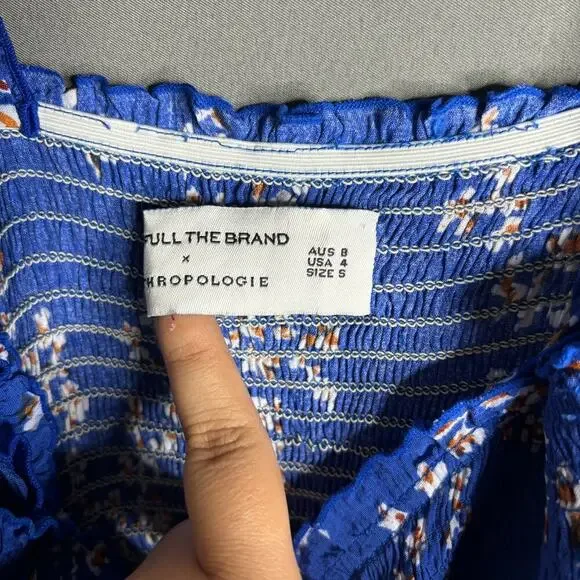 FULL THE BRAND
×
HROPOLOGIE
AUS 8
USA 4
SIZE S